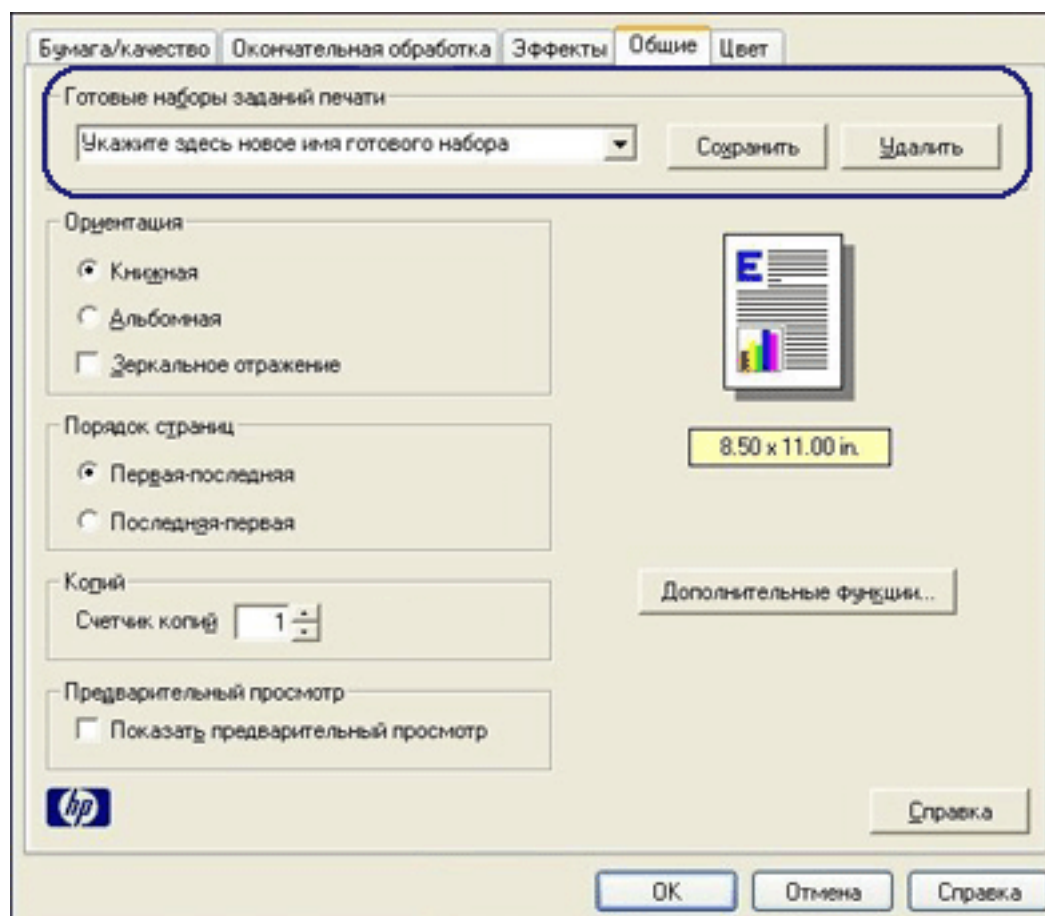 Бумага/качество Окончательная обработка Эффекты Общие Цвет
Готовые наборы заданий печати
Укажите здесь новое имя готового набора Сохранить Удалить
Ориентация
Книжная
Альбомная
Зеркальное отражение
E
8.50 x 11.00 in.
Порядок страниц
Первая-последняя
Последняя-первая
Копий
Счетчик копий 1
Дополнительные функции...
Предварительный просмотр
Показать предварительный просмотр
hp
Справка
OK Отмена Справка